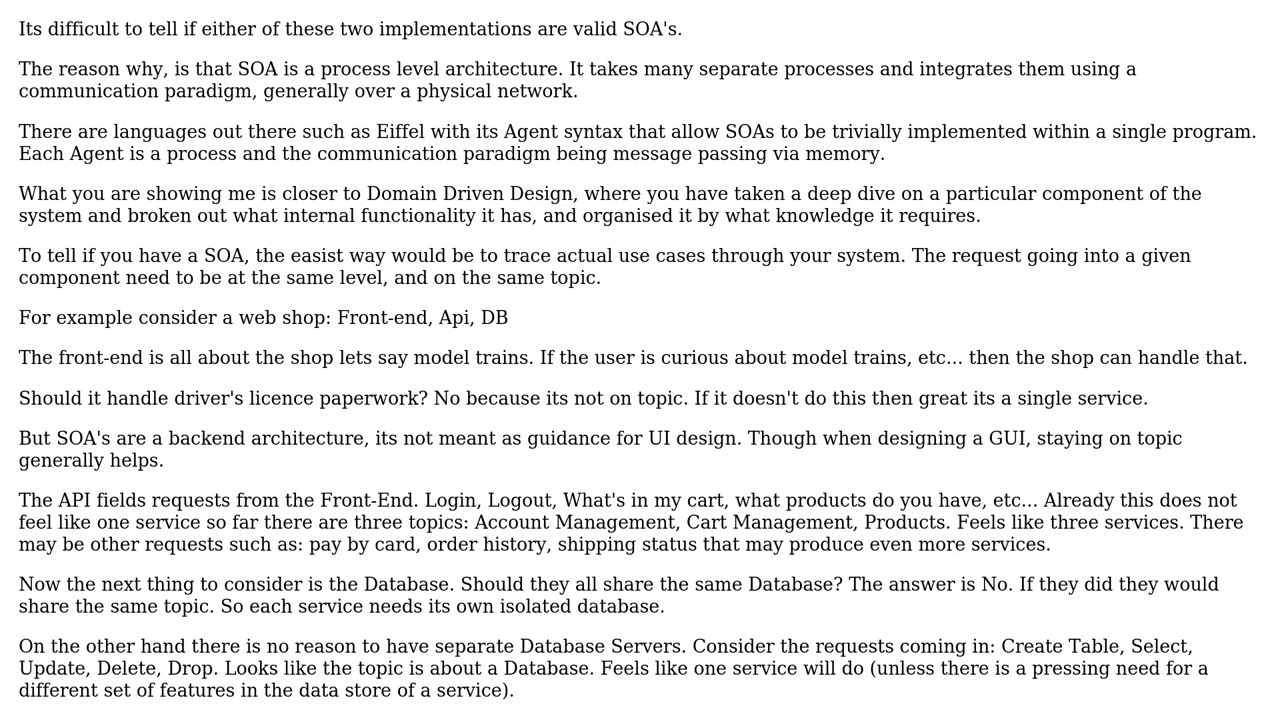 Its difficult to tell if either of these two implementations are valid SOA's.
The reason why, is that SOA is a process level architecture. It takes many separate processes and integrates them using a
communication paradigm, generally over a physical network.
There are languages out there such as Eiffel with its Agent syntax that allow SOAs to be trivially implemented within a single program.
Each Agent is a process and the communication paradigm being message passing via memory.
What you are showing me is closer to Domain Driven Design, where you have taken a deep dive on a particular component of the
system and broken out what internal functionality it has, and organised it by what knowledge it requires.
To tell if you have a SOA, the easist way would be to trace actual use cases through your system. The request going into a given
component need to be at the same level, and on the same topic.
For example consider a web shop: Front-end, Api, DB
The front-end is all about the shop lets say model trains. If the user is curious about model trains, etc... then the shop can handle that.
Should it handle driver's licence paperwork? No because its not on topic. If it doesn't do this then great its a single service.
But SOA's are a backend architecture, its not meant as guidance for UI design. Though when designing a GUI, staying on topic
generally helps.
The API fields requests from the Front-End. Login, Logout, What's in my cart, what products do you have, etc... Already this does not
feel like one service so far there are three topics: Account Management, Cart Management, Products. Feels like three services. There
may be other requests such as: pay by card, order history, shipping status that may produce even more services.
Now the next thing to consider is the Database. Should they all share the same Database? The answer is No. If they did they would
share the same topic. So each service needs its own isolated database.
On the other hand there is no reason to have separate Database Servers. Consider the requests coming in: Create Table, Select,
Update, Delete, Drop. Looks like the topic is about a Database. Feels like one service will do (unless there is a pressing need for a
different set of features in the data store of a service).